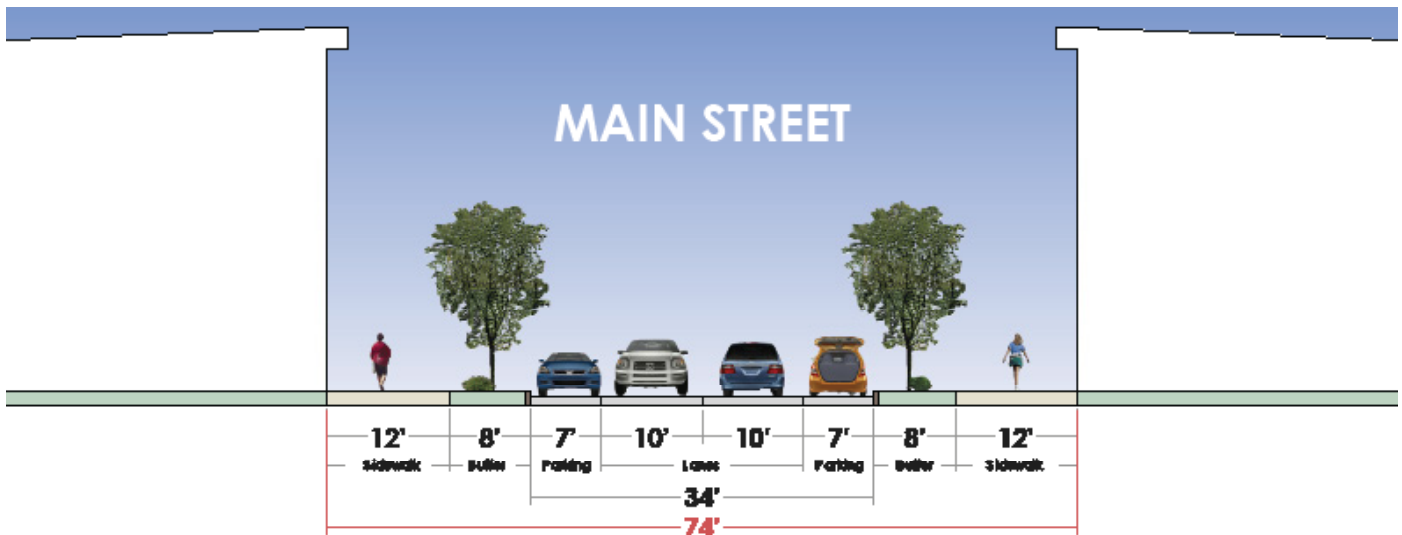 MAIN STREET
12' 8' 7' 10' 10' 7' 8' 12'
Sidewalk Buffer Parking Lanes Parking Buffer Sidewalk
34'
74'